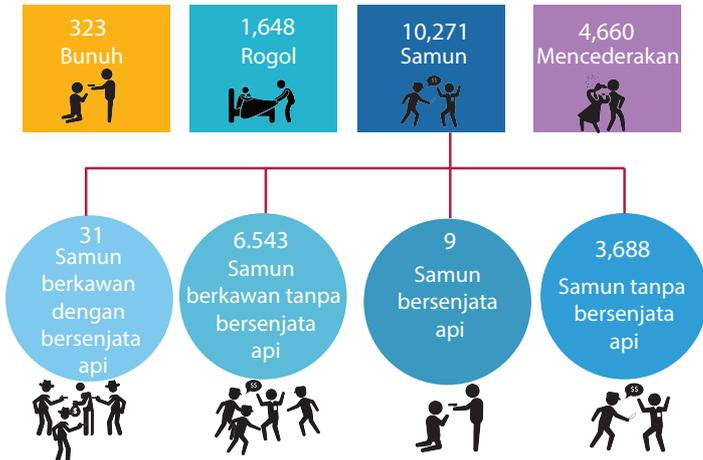 323
Bunuh
1,648
Rogol
10,271
Samun
$$
4,660
Mencederakan
31
Samun
berkawan
dengan
bersenjata
api
6.543
Samun
berkawan tanpa
bersenjata
api
$$
9
Samun
bersenjata
api
3,688
Samun tanpa
bersenjata
api
$$